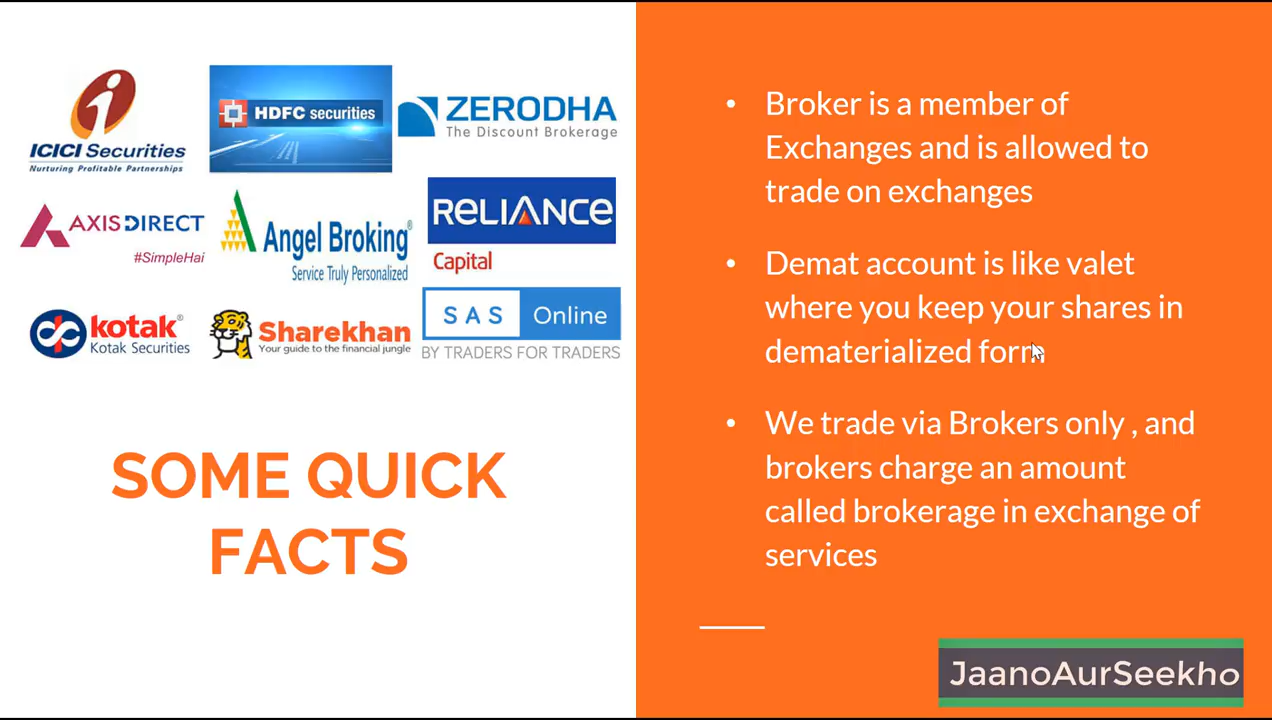 ICICI Securities
Nurturing Profitable Partnerships
HDFC securities
ZERODHA
The Discount Brokerage
AXIS DIRECT
#SimpleHai
Angel Broking®
Service Truly Personalized
RELIANCE
Capital
kotak®
Kotak Securities
Sharekhan
Your guide to the financial jungle
SAS Online
BY TRADERS FOR TRADERS
SOME QUICK
FACTS
• Broker is a member of
Exchanges and is allowed to
trade on exchanges
• Demat account is like valet
where you keep your shares in
dematerialized form
• We trade via Brokers only , and
brokers charge an amount
called brokerage in exchange of
services
JaanoAurSeekho